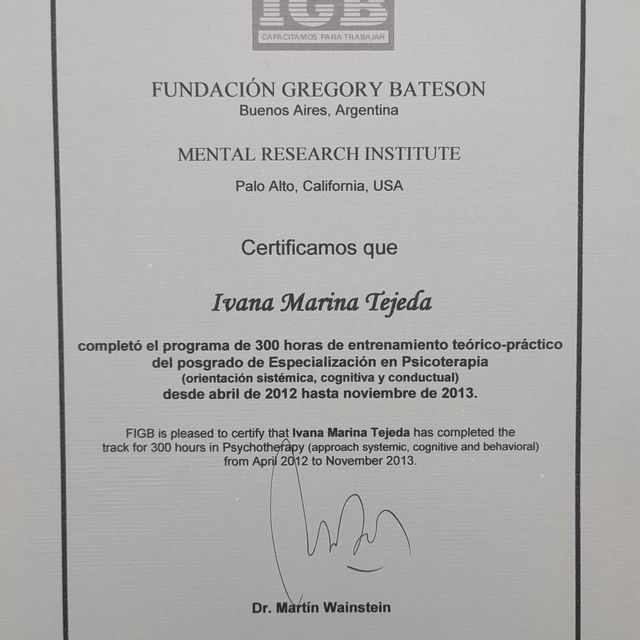 IGB
CAPACITAMOS PARA TRABAJAR
FUNDACIÓN GREGORY BATESON
Buenos Aires, Argentina
MENTAL RESEARCH INSTITUTE
Palo Alto, California, USA
Certificamos que
Ivana Marina Tejeda
completó el programa de 300 horas de entrenamiento teórico-práctico
del posgrado de Especialización en Psicoterapia
(orientación sistémica, cognitiva y conductual)
desde abril de 2012 hasta noviembre de 2013.
FIGB is pleased to certify that Ivana Marina Tejeda has completed the
track for 300 hours in Psychotherapy (approach systemic, cognitive and behavioral)
from April 2012 to November 2013.
Dr. Martín Wainstein